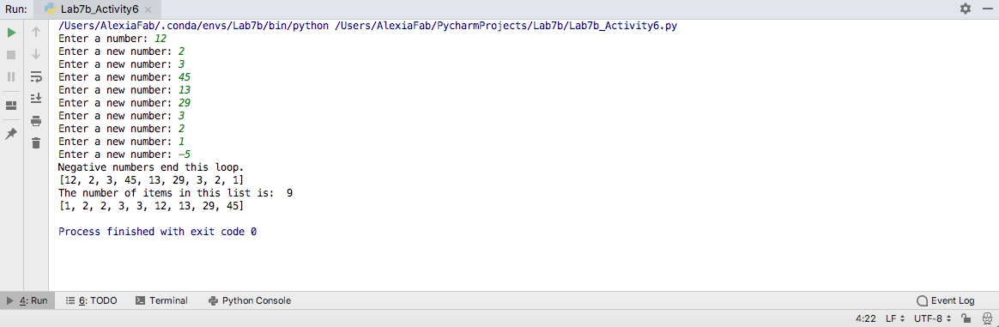 Run: Lab7b_Activity6 ×
/Users/AlexiaFab/.conda/envs/Lab7b/bin/python /Users/AlexiaFab/PycharmProjects/Lab7b/Lab7b_Activity6.py
Enter a number: 12
Enter a new number: 2
Enter a new number: 3
Enter a new number: 45
Enter a new number: 13
Enter a new number: 29
Enter a new number: 3
Enter a new number: 2
Enter a new number: 1
Enter a new number: -5
Negative numbers end this loop.
[12, 2, 3, 45, 13, 29, 3, 2, 1]
The number of items in this list is:  9
[1, 2, 2, 3, 3, 12, 13, 29, 45]
Process finished with exit code 0
4: Run 6: TODO Terminal Python Console Event Log
4:22 LF UTF-8